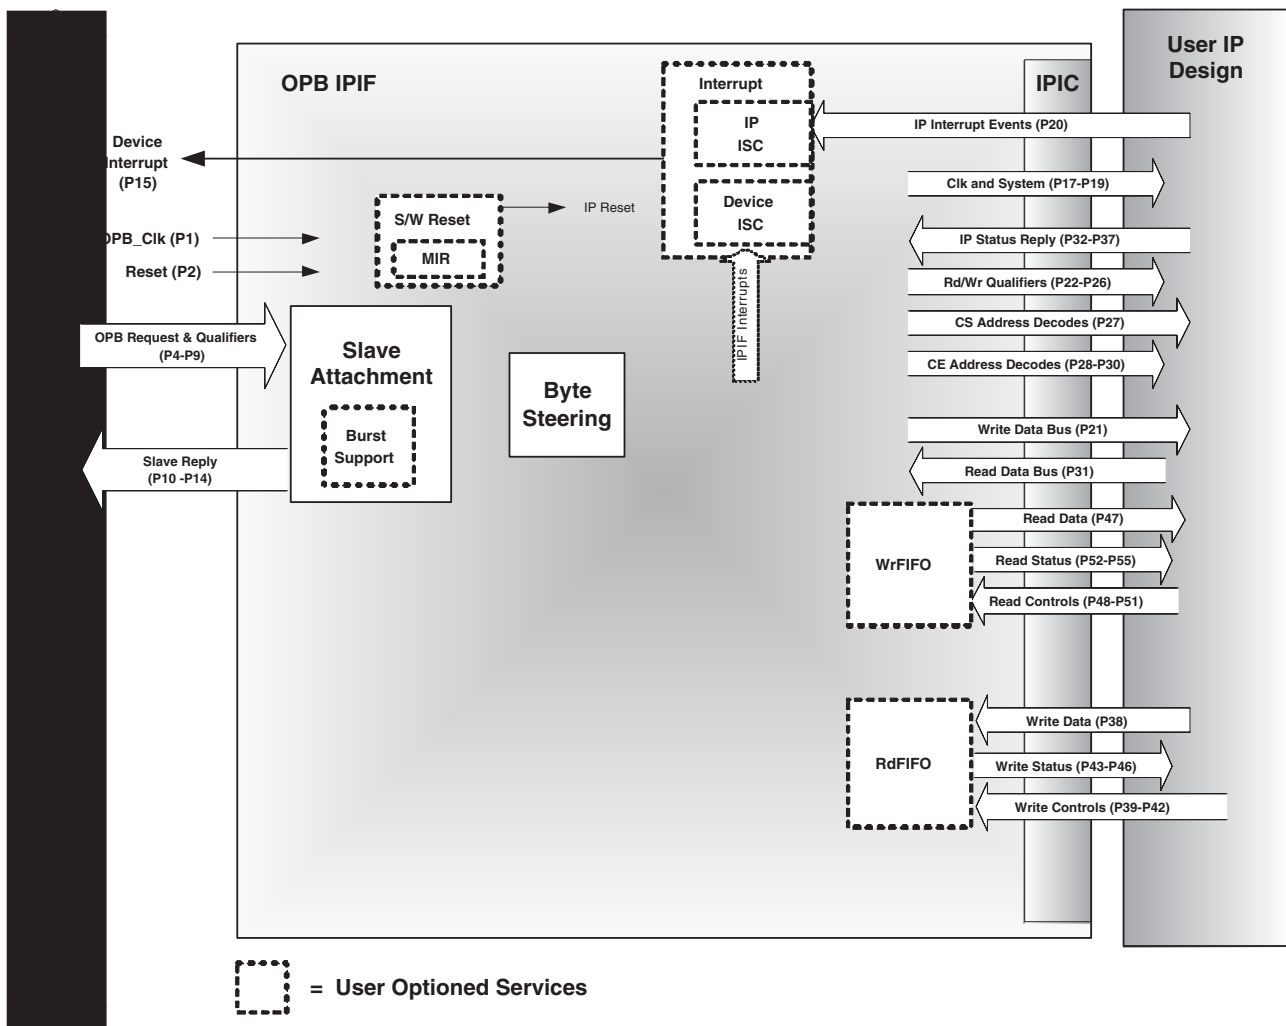 User IP
Design
OPB IPIF
Interrupt
IPIC
IP
ISC
IP Interrupt Events (P20)
Device
Interrupt
(P15)
Clk and System (P17-P19)
Device
ISC
S/W Reset
IP Reset
MIR
OPB_Clk (P1)
Reset (P2)
IP Status Reply (P32-P37)
Rd/Wr Qualifiers (P22-P26)
IPIF Interrupts
CS Address Decodes (P27)
CE Address Decodes (P28-P30)
OPB Request & Qualifiers
(P4-P9)
Slave
Attachment
Byte
Steering
Burst
Support
Write Data Bus (P21)
Slave Reply
(P10 -P14)
Read Data Bus (P31)
Read Data (P47)
WrFIFO
Read Status (P52-P55)
Read Controls (P48-P51)
Write Data (P38)
RdFIFO
Write Status (P43-P46)
Write Controls (P39-P42)
= User Optioned Services